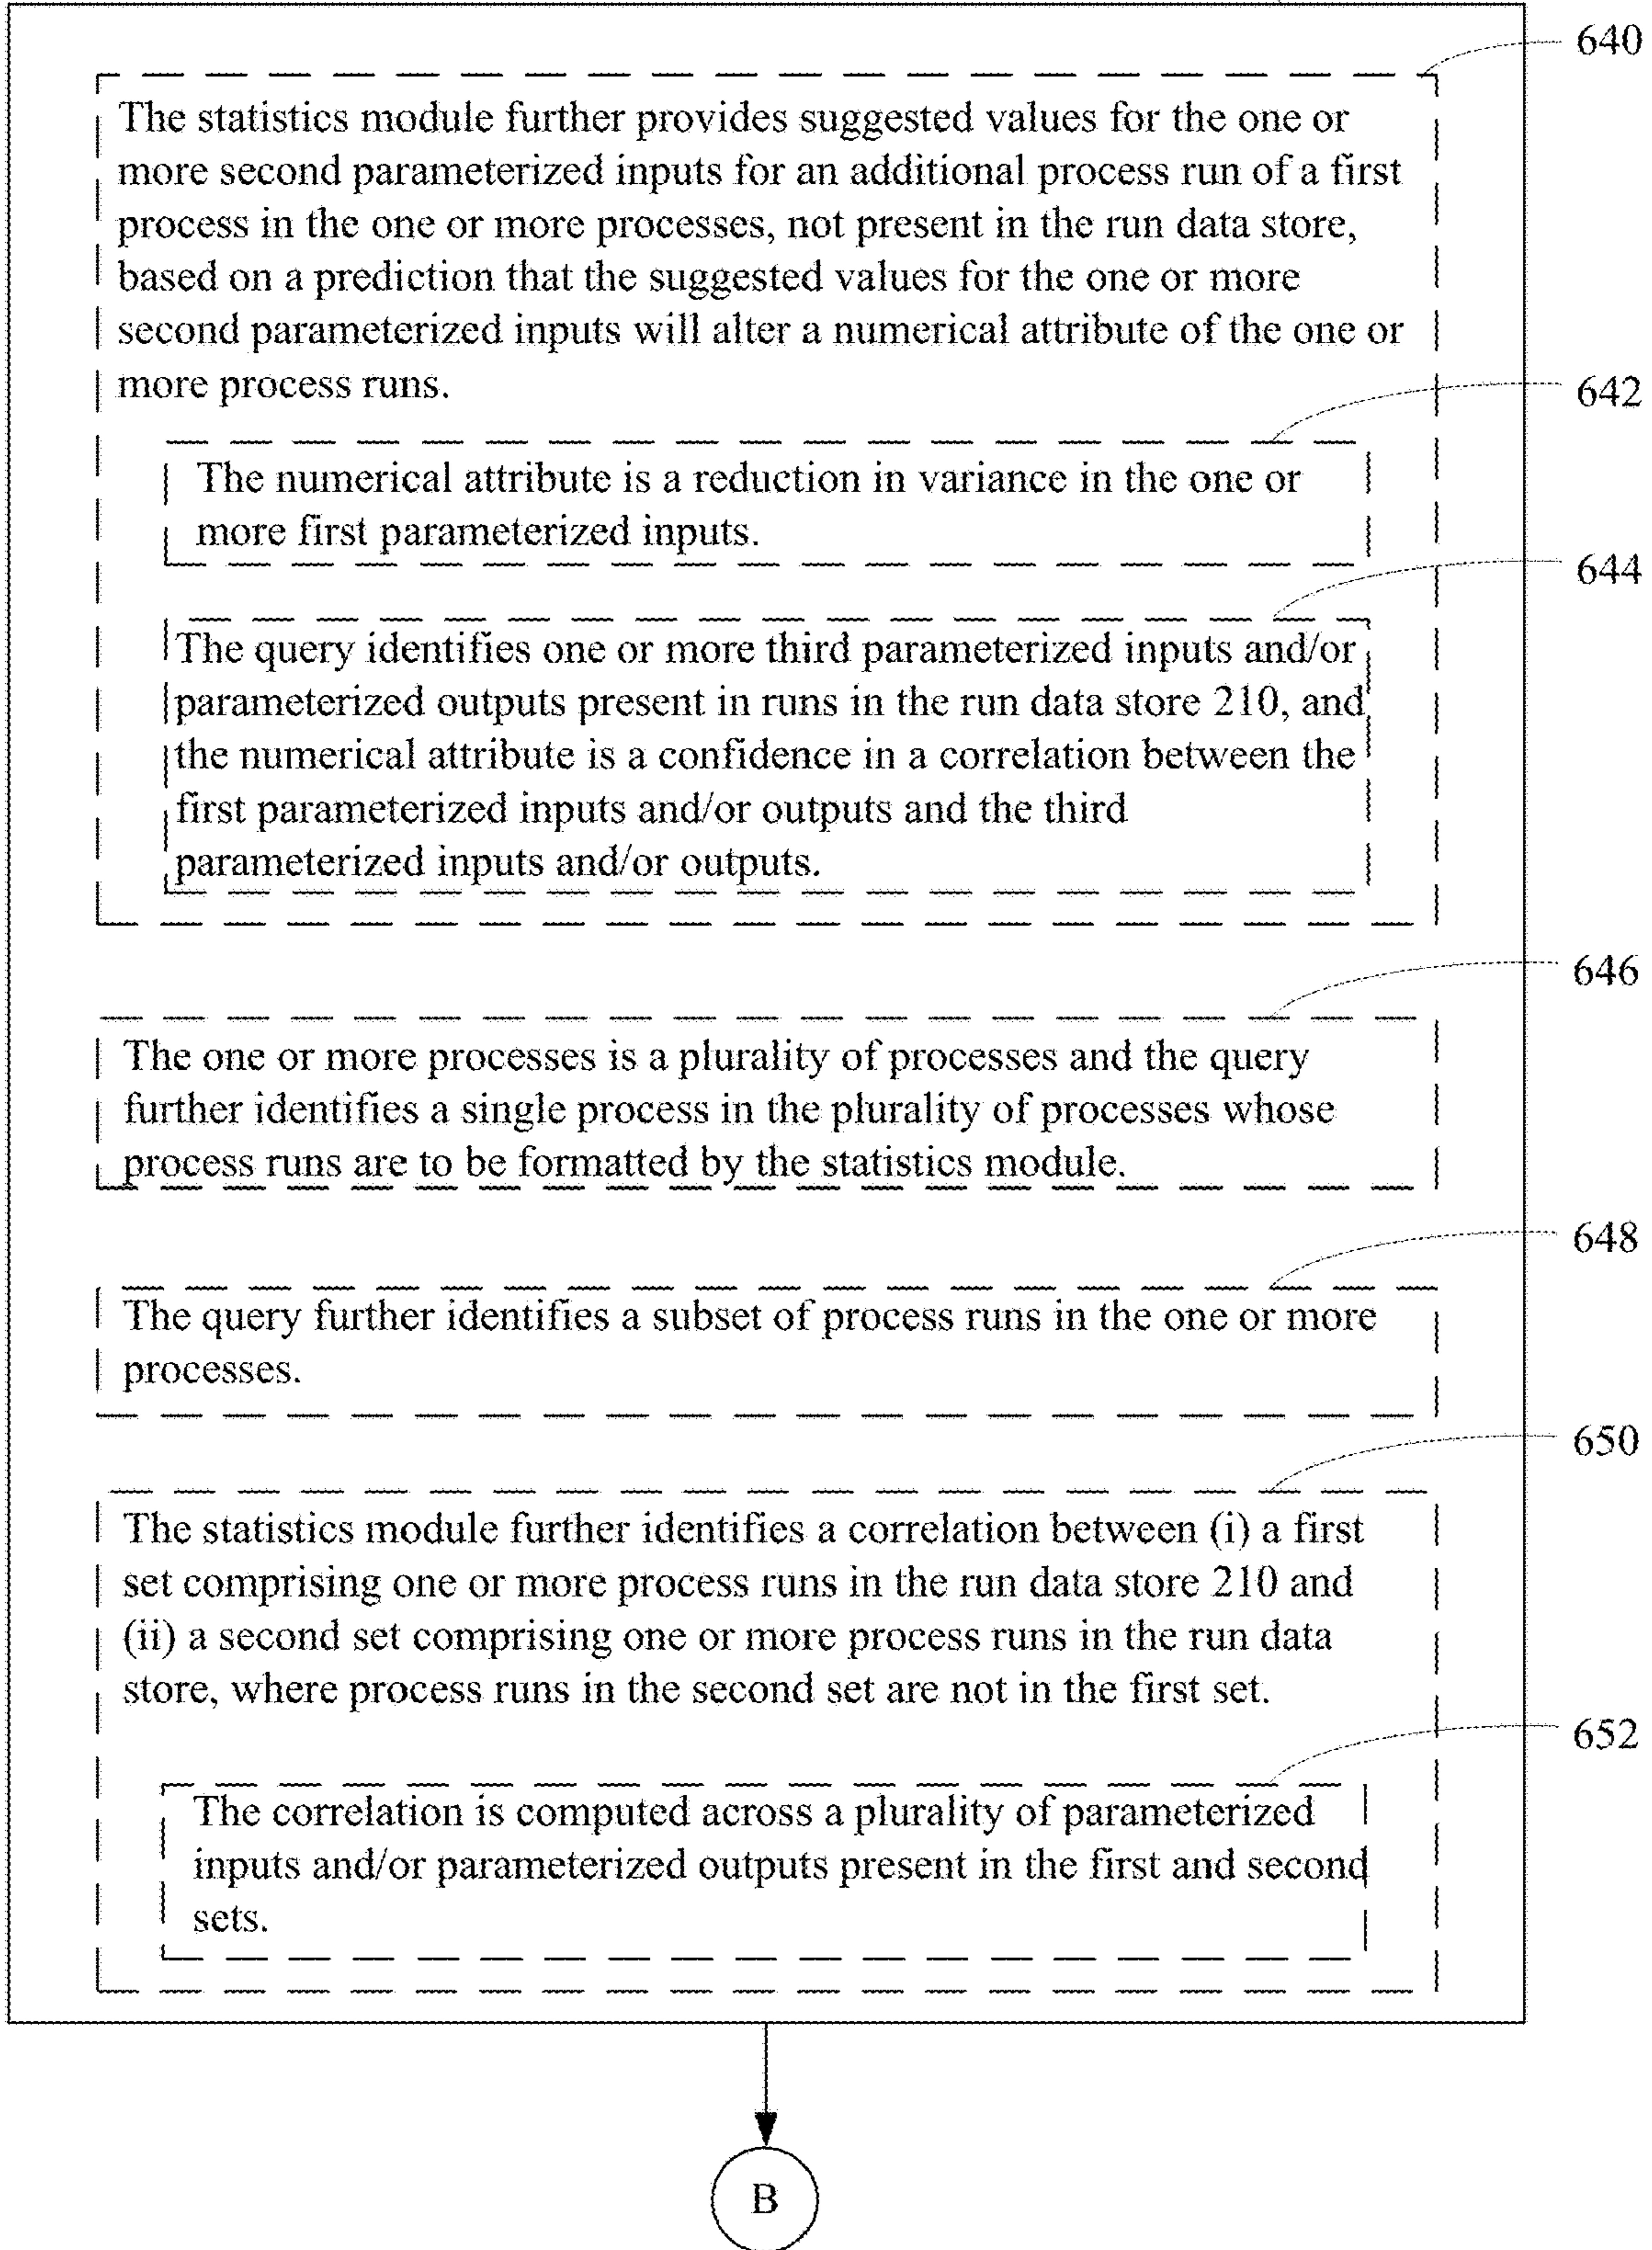 640
The statistics module further provides suggested values for the one or
more second parameterized inputs for an additional process run of a first
process in the one or more processes, not present in the run data store,
based on a prediction that the suggested values for the one or more
second parameterized inputs will alter a numerical attribute of the one or
more process runs.
642
The numerical attribute is a reduction in variance in the one or
more first parameterized inputs.
644
The query identifies one or more third parameterized inputs and/or
parameterized outputs present in runs in the run data store 210, and
the numerical attribute is a confidence in a correlation between the
first parameterized inputs and/or outputs and the third
parameterized inputs and/or outputs.
646
The one or more processes is a plurality of processes and the query
further identifies a single process in the plurality of processes whose
process runs are to be formatted by the statistics module.
648
The query further identifies a subset of process runs in the one or more
processes.
650
The statistics module further identifies a correlation between (i) a first
set comprising one or more process runs in the run data store 210 and
(ii) a second set comprising one or more process runs in the run data
store, where process runs in the second set are not in the first set.
652
The correlation is computed across a plurality of parameterized
inputs and/or parameterized outputs present in the first and second
sets.
B